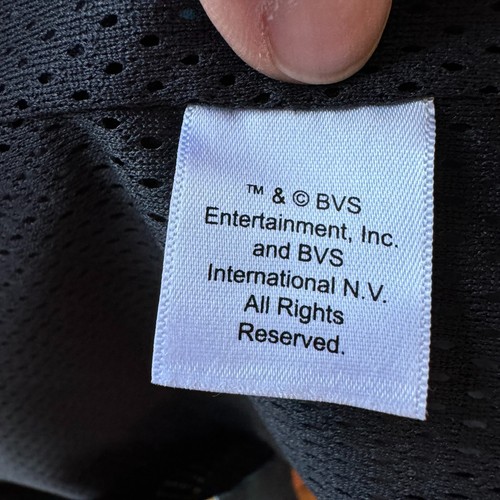 ™ & © BVS
Entertainment, Inc.
and BVS
International N.V.
All Rights
Reserved.